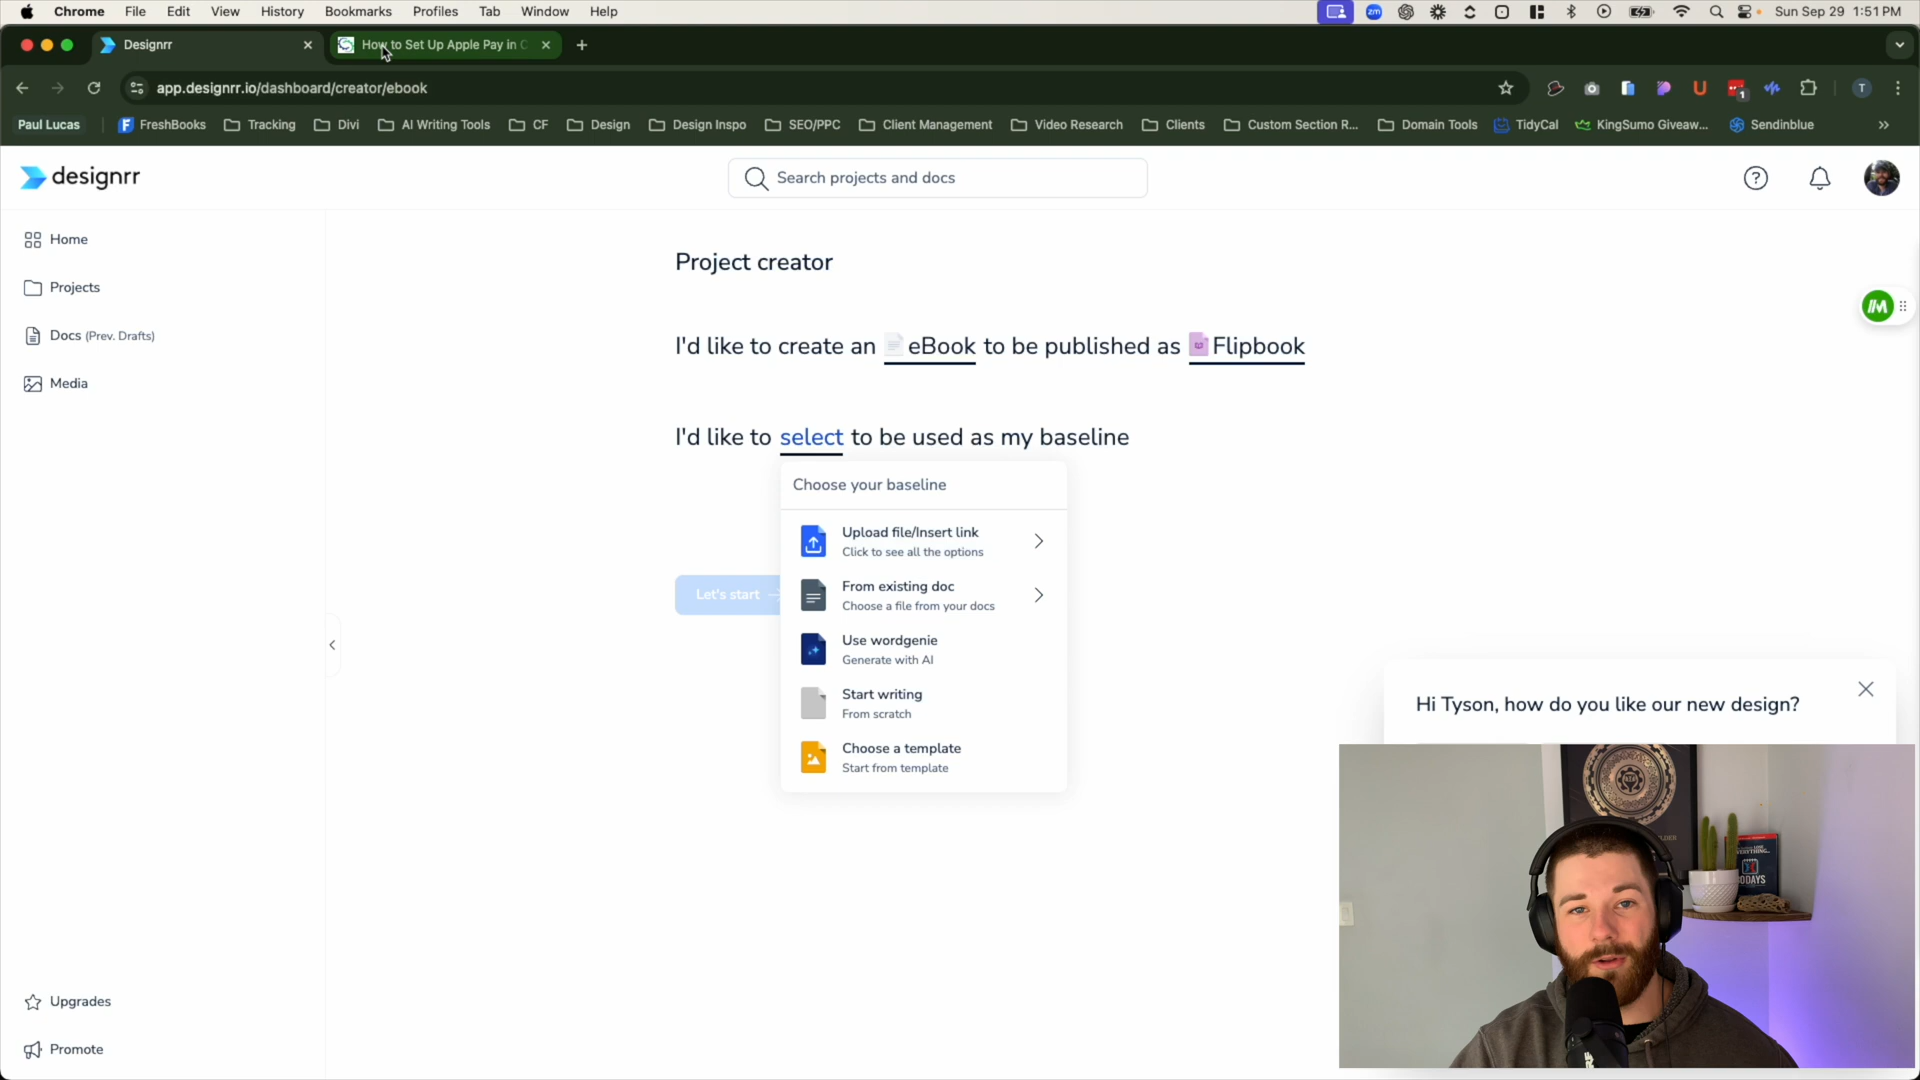 Chrome File Edit View History Bookmarks Profiles Tab Window Help
zm
Sun Sep 29 1:51 PM
Designrr
How to Set Up Apple Pay in C
app.designrr.io/dashboard/creator/ebook
1
T
Paul Lucas
FreshBooks
Tracking
Divi
AI Writing Tools
CF
Design
Design Inspo
SEO/PPC
Client Management
Video Research
Clients
Custom Section R...
Domain Tools
TidyCal
KingSumo Giveaw...
Sendinblue
designrr
Search projects and docs
Home
Projects
Docs (Prev. Drafts)
Media
Upgrades
Promote
Project creator
I'd like to create an eBook to be published as Flipbook
I'd like to select to be used as my baseline
Let's start
Choose your baseline
Upload file/Insert link
Click to see all the options
From existing doc
Choose a file from your docs
Use wordgenie
Generate with AI
Start writing
From scratch
Choose a template
Start from template
Hi Tyson, how do you like our new design?